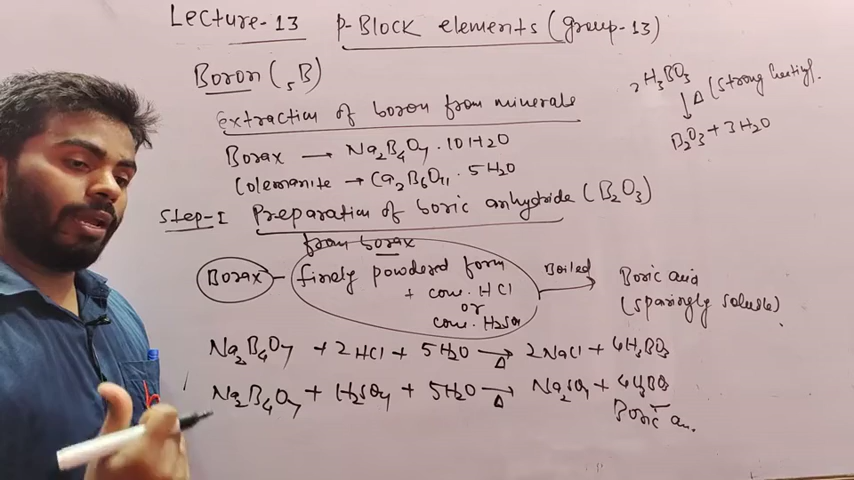 Lecture-13 P-Block elements (group-13)
Boron (₅B)
Extraction of boron from minerals
Borax → Na₂B₄O₇ . 10H₂O
Colemanite → Ca₂B₆O₁₁ . 5H₂O
Step-I Preparation of boric anhydride (B₂O₃)
from borax
Borax - finely powdered form
+ conc. HCl
or
conc. H₂SO₄
Boiled
Boric acid
(sparingly soluble)
Na₂B₄O₇ + 2HCl + 5H₂O →Δ 2NaCl + 4H₃BO₃
Na₂B₄O₇ + H₂SO₄ + 5H₂O →Δ Na₂SO₄ + 4H₃BO₃
Boric an.
2H₃BO₃
↓ Δ (Strong heating).
B₂O₃ + 3H₂O